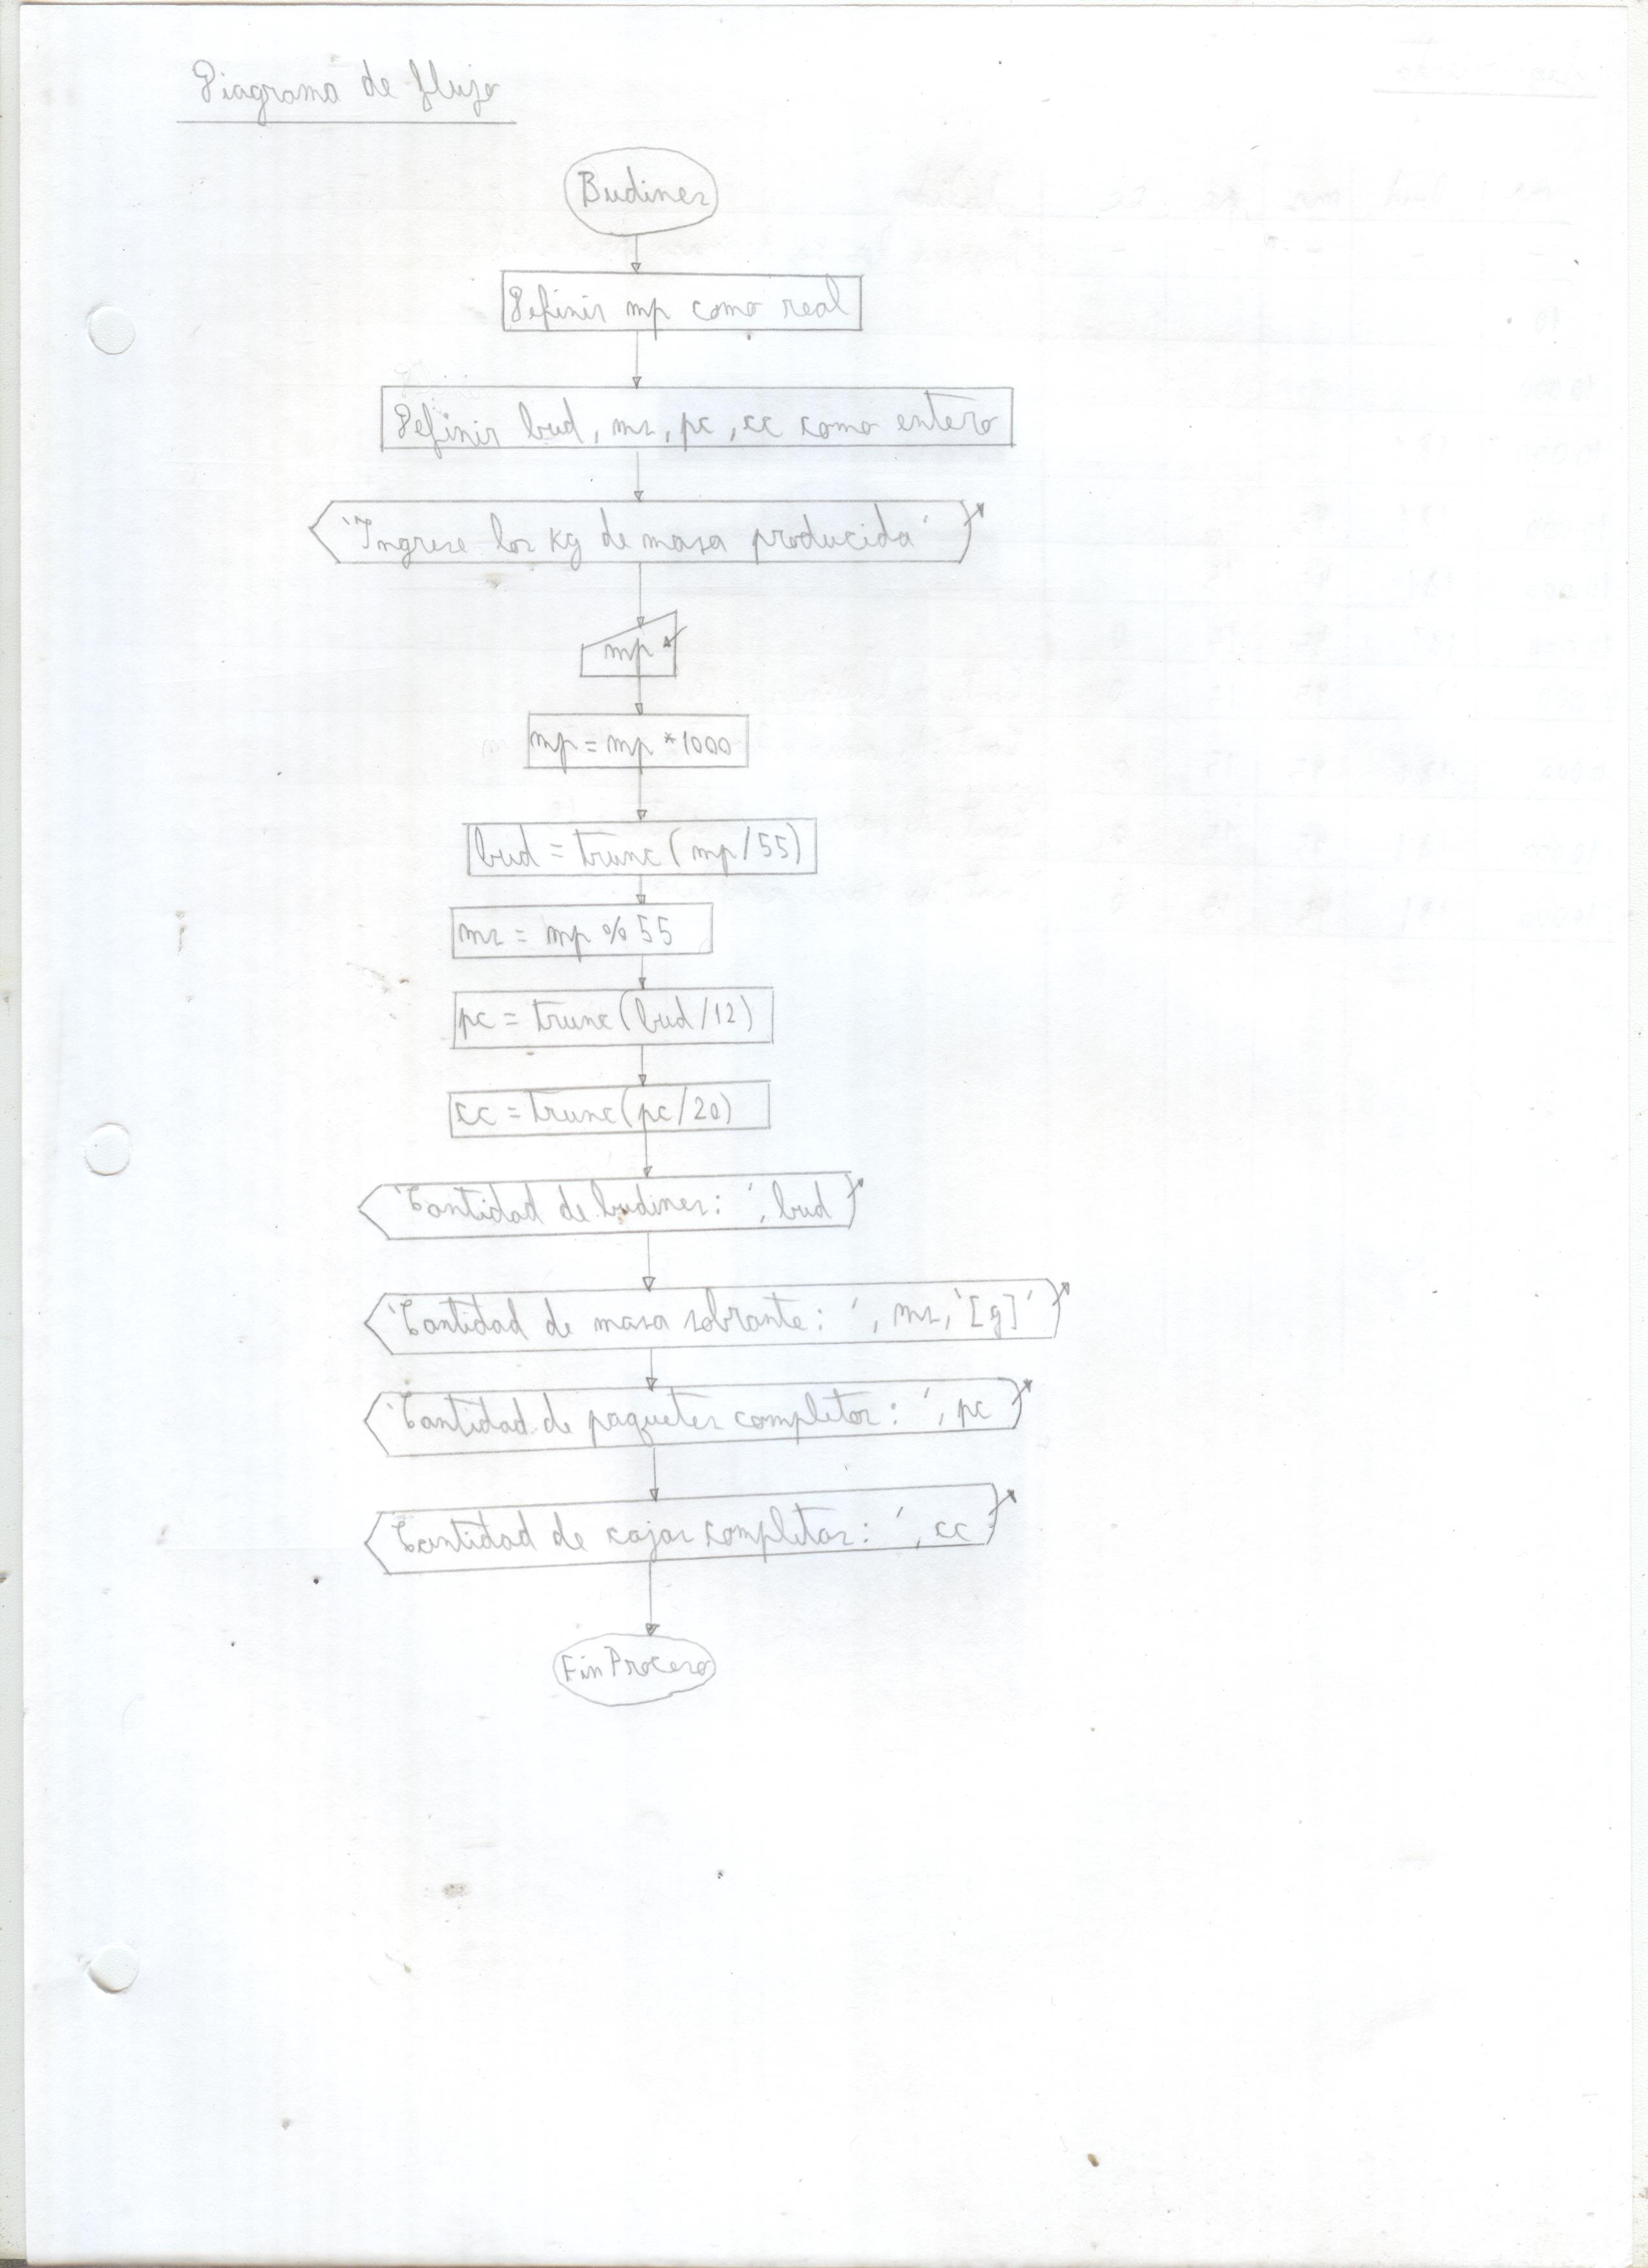 Diagrama de flujo
Budines
Definir mp como real
Definir bud, ms, pc, cc como entero
'Ingrese los kg de masa producida'
mp
mp = mp * 1000
bud = trunc (mp/55)
ms = mp % 55
pc = trunc (bud/12)
cc = trunc (pc/20)
'Cantidad de budines: ', bud
'Cantidad de masa sobrante: ', ms, '[g]'
'Cantidad de paquetes completos: ', pc
'Cantidad de cajas completas: ', cc
FinProceso